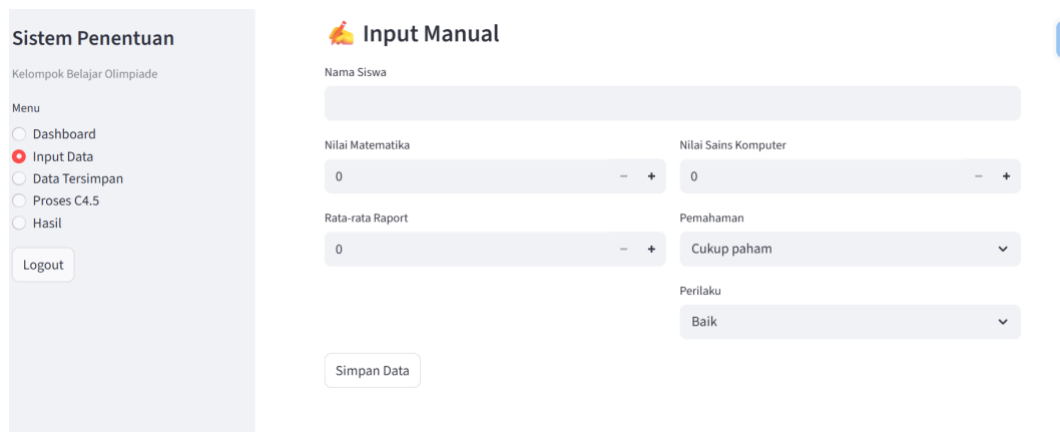 Sistem Penentuan
Kelompok Belajar Olimpiade
Menu
Dashboard
Input Data
Data Tersimpan
Proses C4.5
Hasil
Logout
✍️ Input Manual
Nama Siswa
Nilai Matematika
0 − +
Nilai Sains Komputer
0 − +
Rata-rata Raport
0 − +
Pemahaman
Cukup paham
Perilaku
Baik
Simpan Data